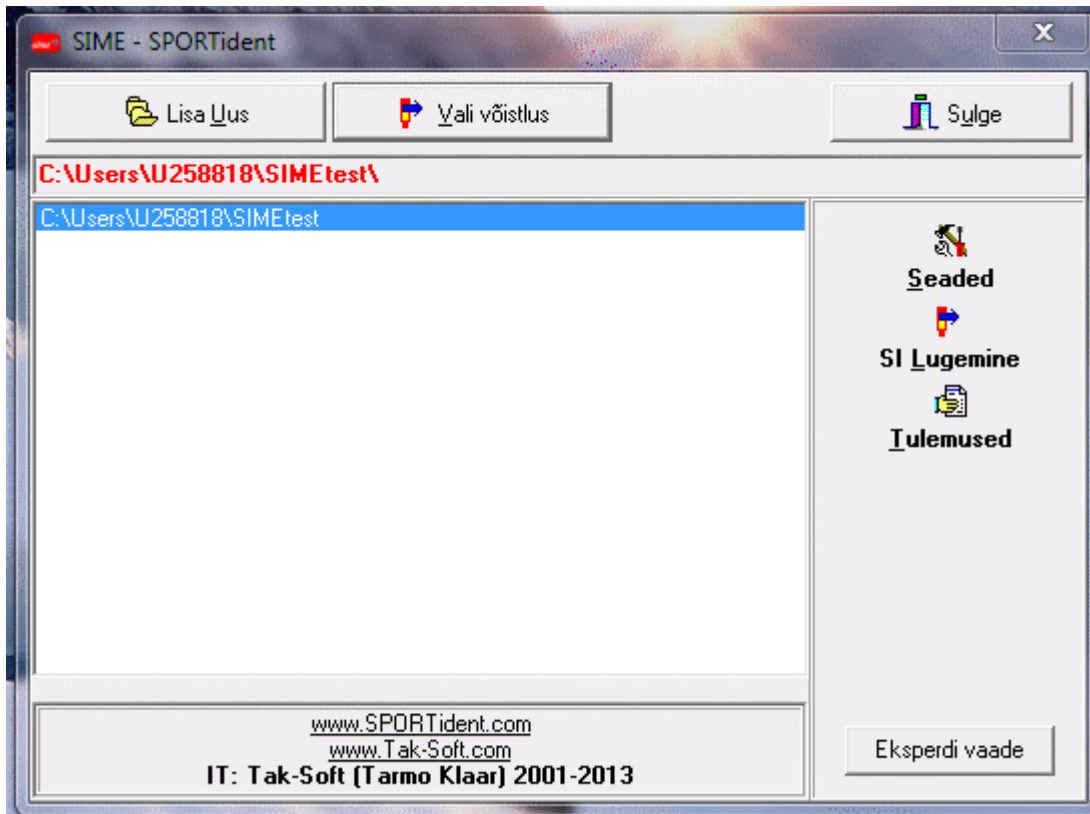 SIME - SPORTident
Lisa Uus
Vali võistlus
Sulge
C:\Users\U258818\SIMEtest\
C:\Users\U258818\SIMEtest
Seaded
SI Lugemine
Tulemused
www.SPORTident.com
www.Tak-Soft.com
IT: Tak-Soft (Tarmo Klaar) 2001-2013
Eksperdi vaade